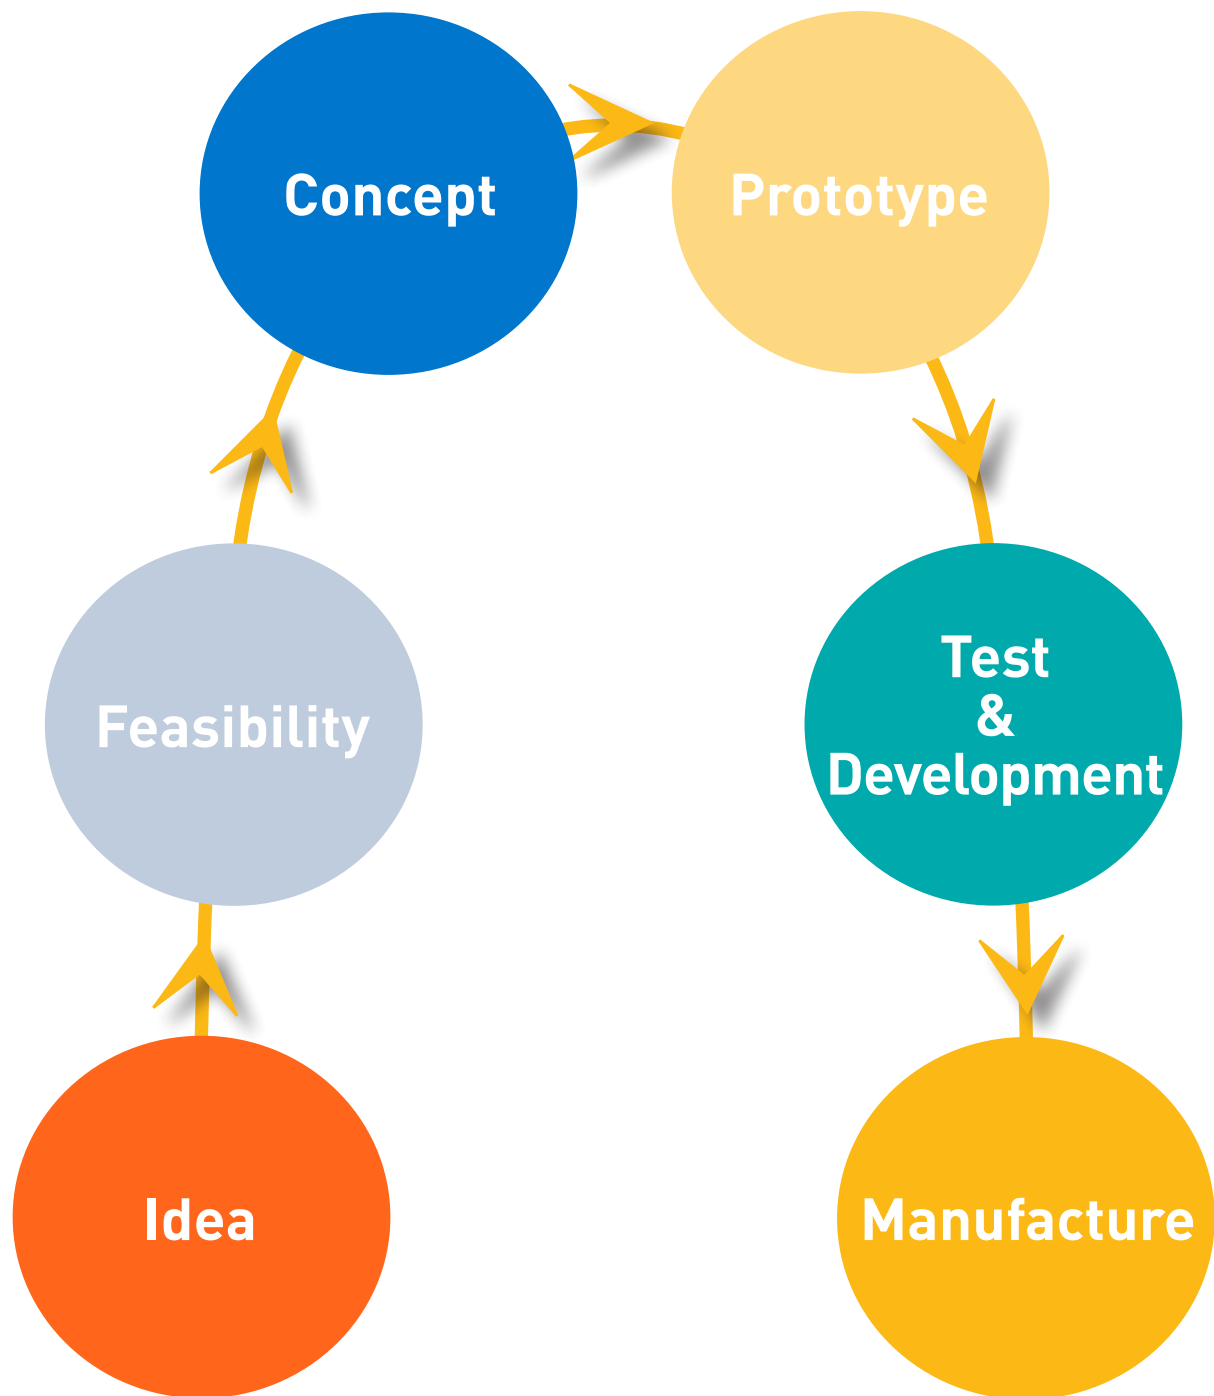 Idea
Feasibility
Concept
Prototype
Test
&
Development
Manufacture